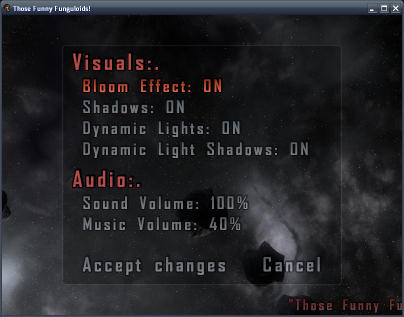 Those Funny Funguloids!
Visuals:.
Bloom Effect: ON
Shadows: ON
Dynamic Lights: ON
Dynamic Light Shadows: ON
Audio:.
Sound Volume: 100%
Music Volume: 40%
Accept changes Cancel
"Those Funny Fu